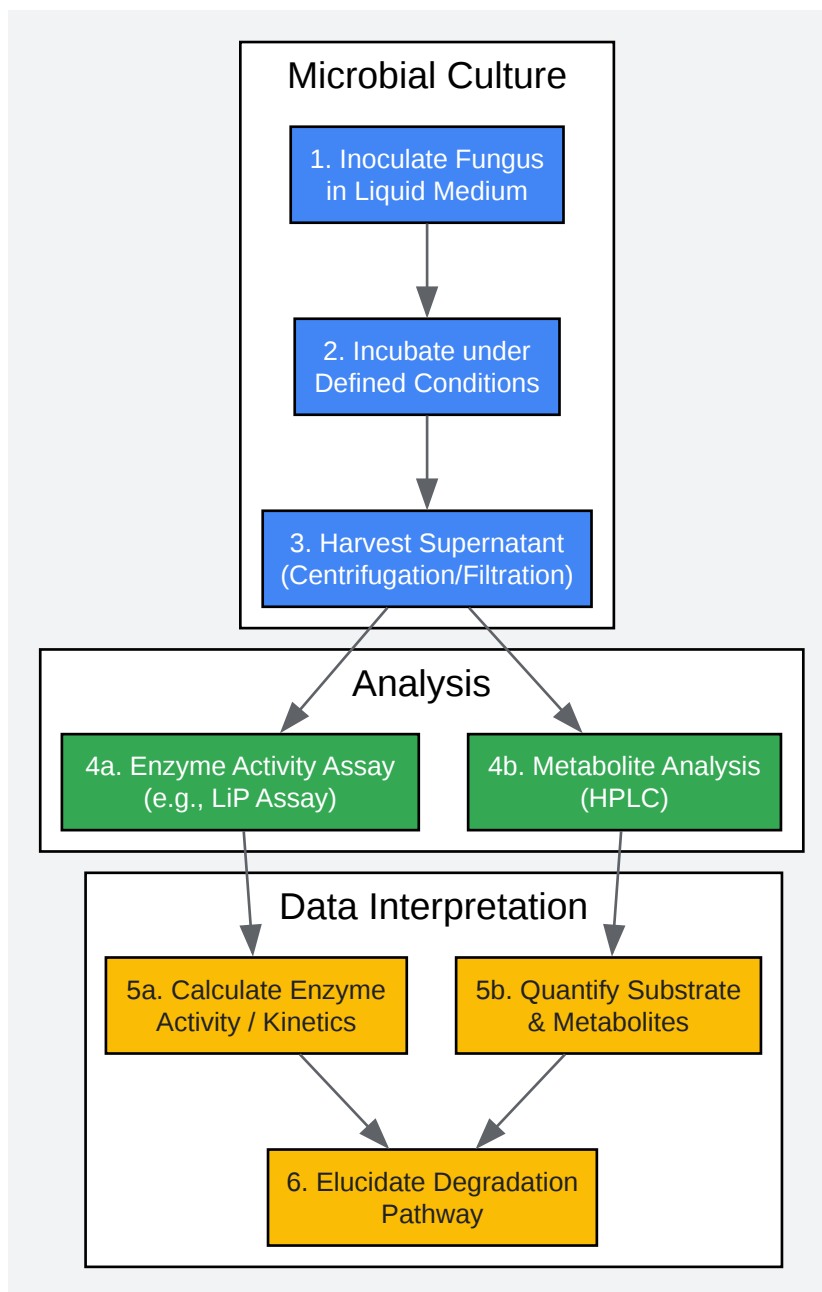 Microbial Culture
1. Inoculate Fungus
in Liquid Medium
2. Incubate under
Defined Conditions
3. Harvest Supernatant
(Centrifugation/Filtration)
Analysis
4a. Enzyme Activity Assay
(e.g., LiP Assay)
4b. Metabolite Analysis
(HPLC)
Data Interpretation
5a. Calculate Enzyme
Activity / Kinetics
5b. Quantify Substrate
& Metabolites
6. Elucidate Degradation
Pathway